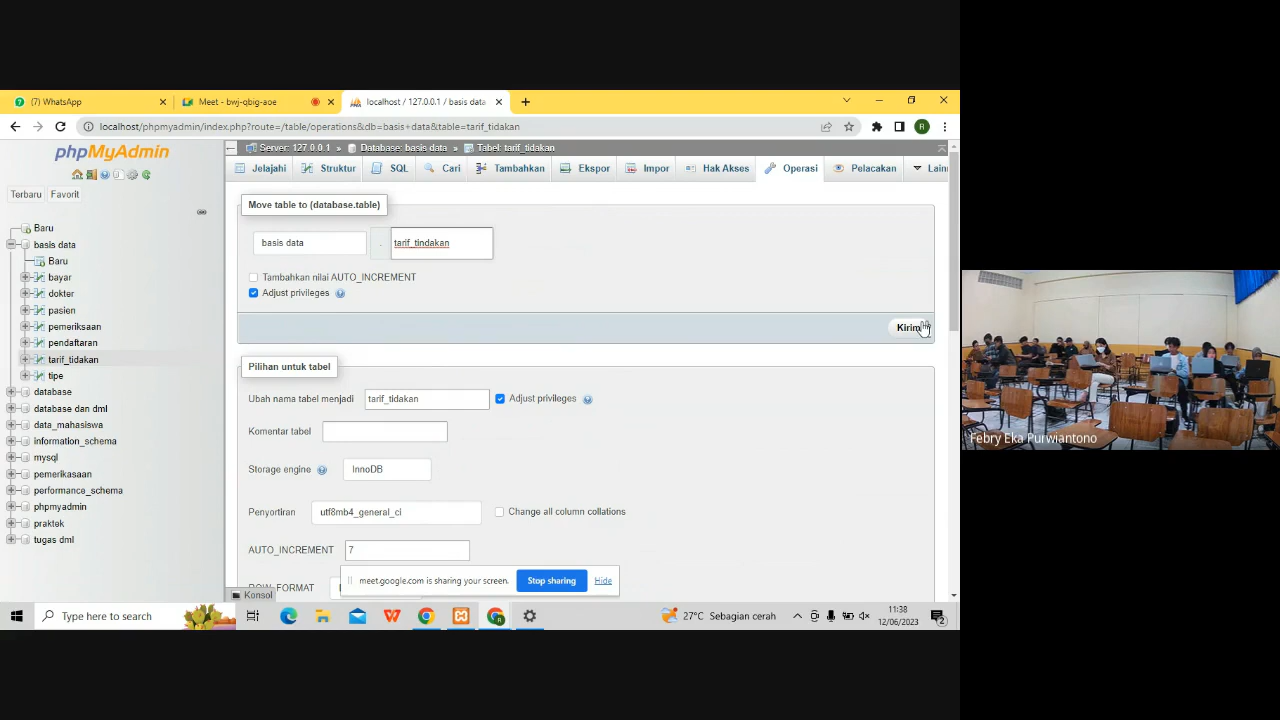 (7) WhatsApp
Meet - bwj-qbig-aoe
localhost / 127.0.0.1 / basis data
localhost/phpmyadmin/index.php?route=/table/operations&db=basis+data&table=tarif_tidakan
phpMyAdmin
Terbaru
Favorit
Baru
basis data
Baru
bayar
dokter
pasien
pemeriksaan
pendaftaran
tarif_tidakan
tipe
database
database dan dml
data_mahasiswa
information_schema
mysql
pemerikasaan
performance_schema
phpmyadmin
praktek
tugas dml
Server: 127.0.0.1 » Database: basis data » Tabel: tarif_tidakan
Jelajahi
Struktur
SQL
Cari
Tambahkan
Ekspor
Impor
Hak Akses
Operasi
Pelacakan
Lain
Move table to (database.table)
basis data . tarif_tindakan
Tambahkan nilai AUTO_INCREMENT
Adjust privileges
Kirim
Pilihan untuk tabel
Ubah nama tabel menjadi tarif_tidakan Adjust privileges
Komentar tabel
Storage engine InnoDB
Penyortiran utf8mb4_general_ci Change all column collations
AUTO_INCREMENT 7
ROW_FORMAT
meet.google.com is sharing your screen. Stop sharing Hide
Konsol
Type here to search
27°C Sebagian cerah
11:38
12/06/2023
2
Febry Eka Purwiantono